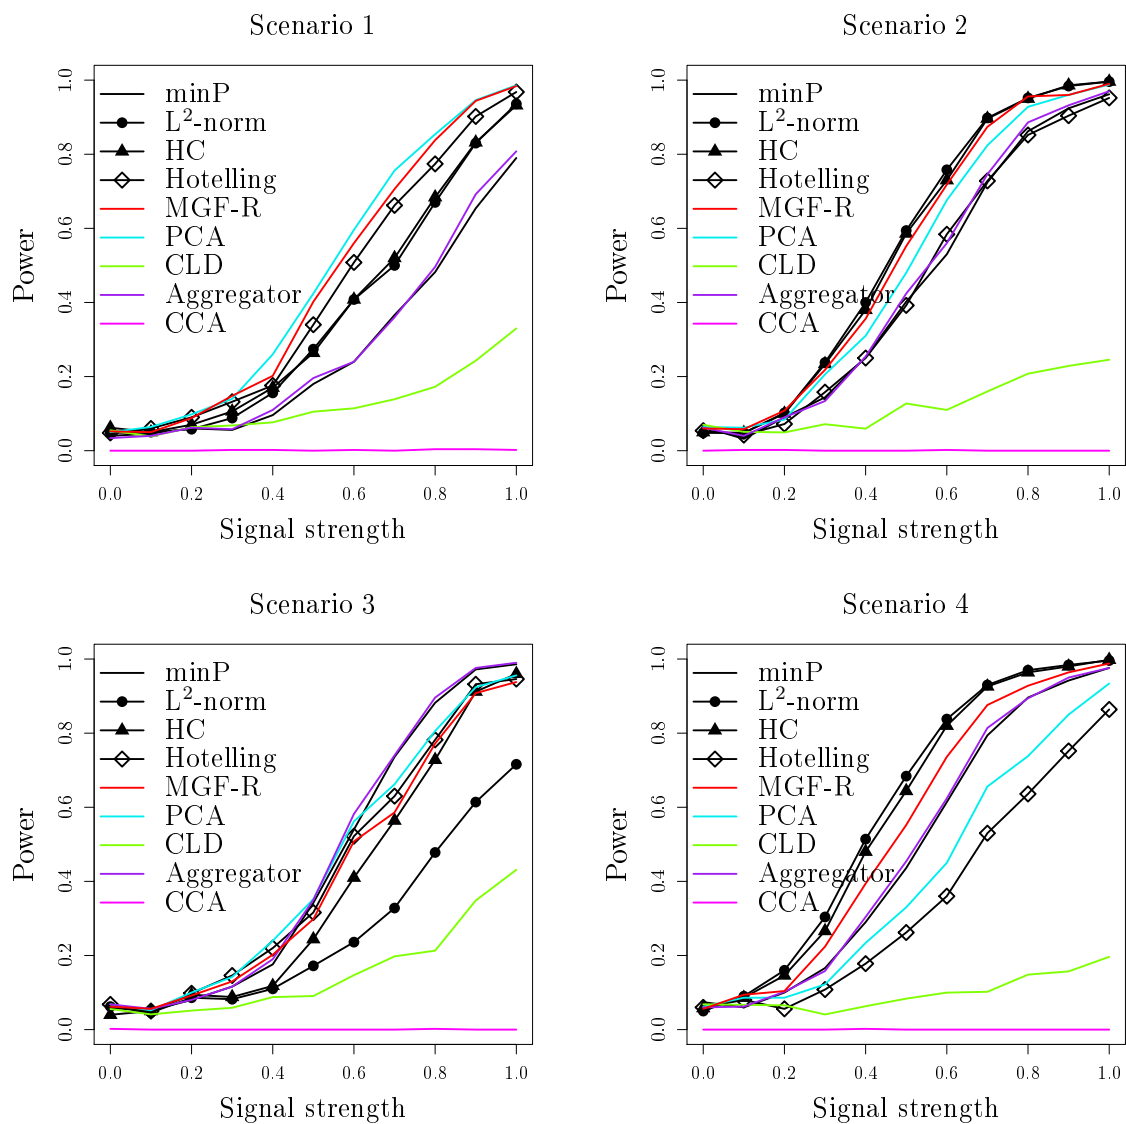 Scenario 1
1.0
0.8
0.6
0.4
0.2
0.0
Power
minP
L²-norm
HC
Hotelling
MGF-R
PCA
CLD
Aggregator
CCA
0.0 0.2 0.4 0.6 0.8 1.0
Signal strength
Scenario 2
1.0
0.8
0.6
0.4
0.2
0.0
Power
minP
L²-norm
HC
Hotelling
MGF-R
PCA
CLD
Aggregator
CCA
0.0 0.2 0.4 0.6 0.8 1.0
Signal strength
Scenario 3
1.0
0.8
0.6
0.4
0.2
0.0
Power
minP
L²-norm
HC
Hotelling
MGF-R
PCA
CLD
Aggregator
CCA
0.0 0.2 0.4 0.6 0.8 1.0
Signal strength
Scenario 4
1.0
0.8
0.6
0.4
0.2
0.0
Power
minP
L²-norm
HC
Hotelling
MGF-R
PCA
CLD
Aggregator
CCA
0.0 0.2 0.4 0.6 0.8 1.0
Signal strength